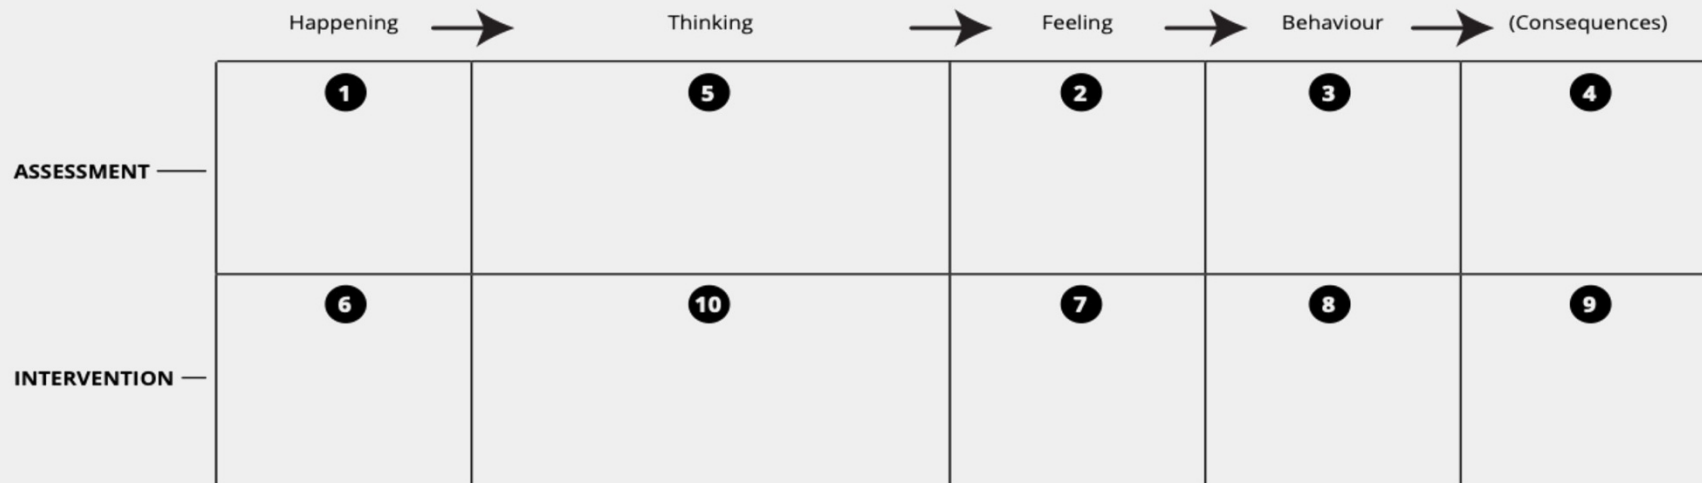 Happening Thinking Feeling Behaviour (Consequences)
1 5 2 3 4
ASSESSMENT
6 10 7 8 9
INTERVENTION